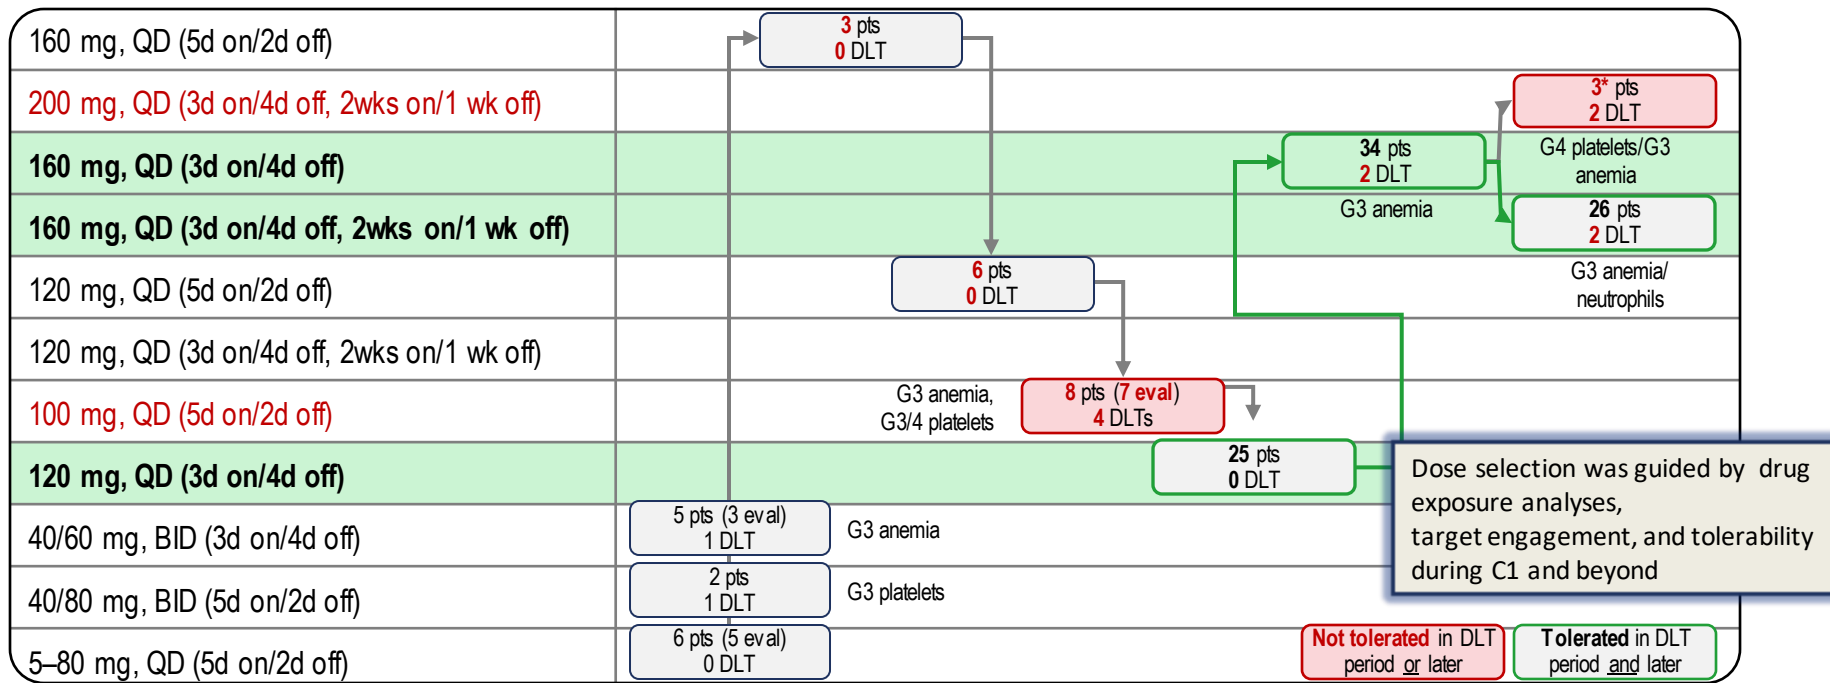 160 mg, QD (5d on/2d off)
3 pts
0 DLT
200 mg, QD (3d on/4d off, 2wks on/1 wk off)
3* pts
2 DLT
G4 platelets/G3
anemia
160 mg, QD (3d on/4d off)
34 pts
2 DLT
G3 anemia
160 mg, QD (3d on/4d off, 2wks on/1 wk off)
26 pts
2 DLT
G3 anemia/
neutrophils
120 mg, QD (5d on/2d off)
6 pts
0 DLT
120 mg, QD (3d on/4d off, 2wks on/1 wk off)
100 mg, QD (5d on/2d off)
G3 anemia,
G3/4 platelets
8 pts (7 eval)
4 DLTs
120 mg, QD (3d on/4d off)
25 pts
0 DLT
Dose selection was guided by drug
exposure analyses,
target engagement, and tolerability
during C1 and beyond
40/60 mg, BID (3d on/4d off)
5 pts (3 eval)
1 DLT
G3 anemia
40/80 mg, BID (5d on/2d off)
2 pts
1 DLT
G3 platelets
5–80 mg, QD (5d on/2d off)
6 pts (5 eval)
0 DLT
Not tolerated in DLT
period or later
Tolerated in DLT
period and later